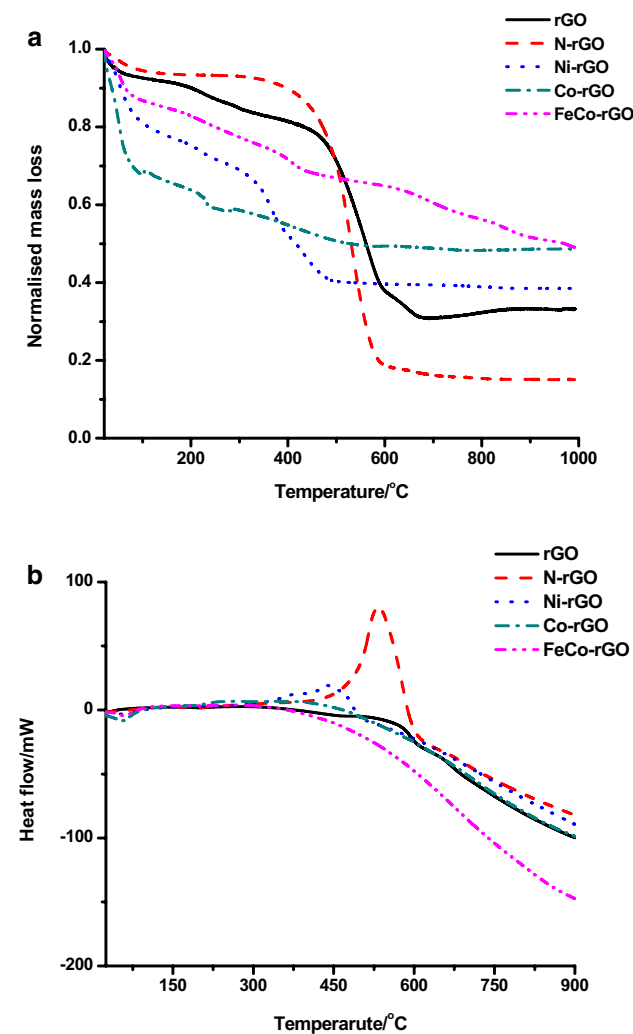 a
rGO
N-rGO
Ni-rGO
Co-rGO
FeCo-rGO
1.0
0.8
0.6
0.4
0.2
0.0
Normalised mass loss
200 400 600 800 1000
Temperature/°C
b
rGO
N-rGO
Ni-rGO
Co-rGO
FeCo-rGO
100
0
-100
-200
Heat flow/mW
150 300 450 600 750 900
Temperarute/°C